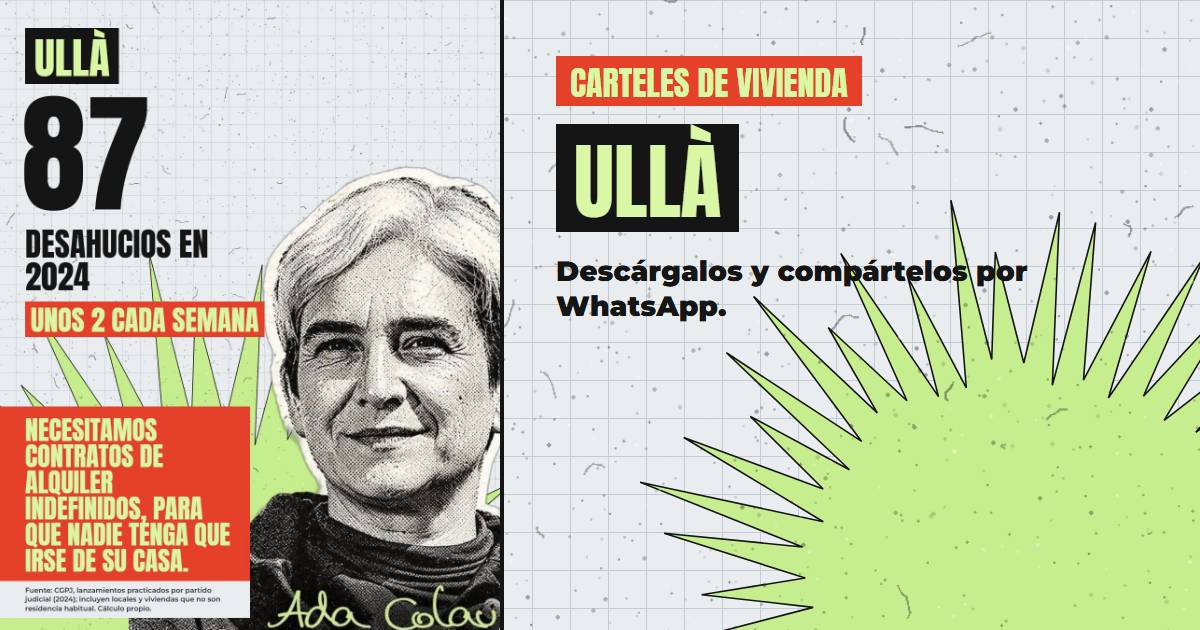 ULLÀ
87
DESAHUCIOS EN
2024
UNOS 2 CADA SEMANA
NECESITAMOS
CONTRATOS DE
ALQUILER
INDEFINIDOS, PARA
QUE NADIE TENGA QUE
IRSE DE SU CASA.
Fuente: CGPJ, lanzamientos practicados por partido
judicial (2024); incluyen locales y viviendas que no son
residencia habitual. Cálculo propio.
Ada Colau
CARTELES DE VIVIENDA
ULLÀ
Descárgalos y compártelos por
WhatsApp.